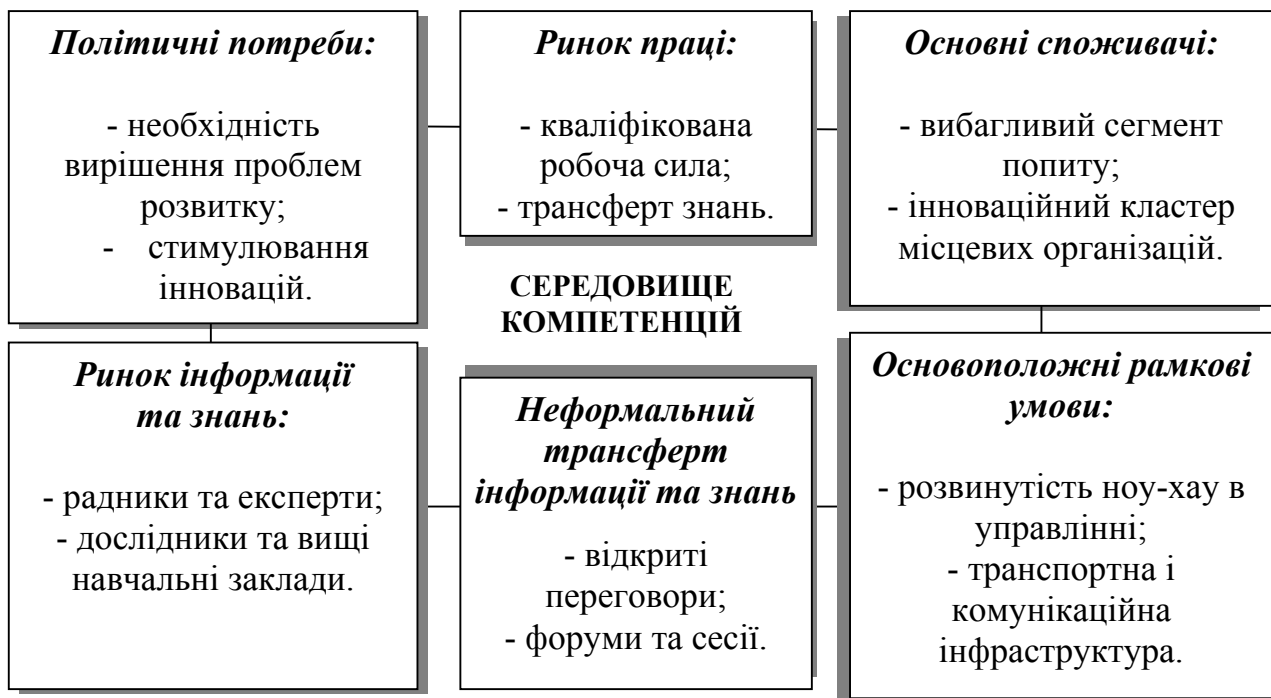 Політичні потреби:
- необхідність
вирішення проблем
розвитку;
- стимулювання
інновацій.
Ринок праці:
- кваліфікована
робоча сила;
- трансферт знань.
Основні споживачі:
- вибагливий сегмент
попиту;
- інноваційний кластер
місцевих організацій.
СЕРЕДОВИЩЕ
КОМПЕТЕНЦІЙ
Ринок інформації
та знань:
- радники та експерти;
- дослідники та вищі
навчальні заклади.
Неформальний
трансферт
інформації та знань
- відкриті
переговори;
- форуми та сесії.
Основоположні рамкові
умови:
- розвинутість ноу-хау в
управлінні;
- транспортна і
комунікаційна
інфраструктура.